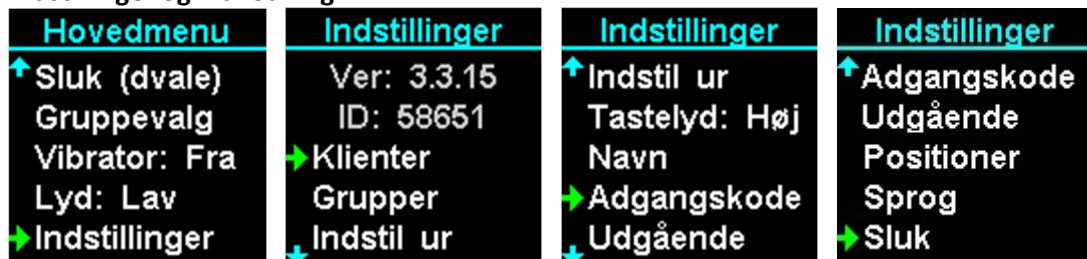 Hovedmenu
Sluk (dvale)
Gruppevalg
Vibrator: Fra
Lyd: Lav
Indstillinger
Indstillinger
Ver: 3.3.15
ID: 58651
Klienter
Grupper
Indstil ur
Indstillinger
Indstil ur
Tastelyd: Høj
Navn
Adgangskode
Udgående
Indstillinger
Adgangskode
Udgående
Positioner
Sprog
Sluk